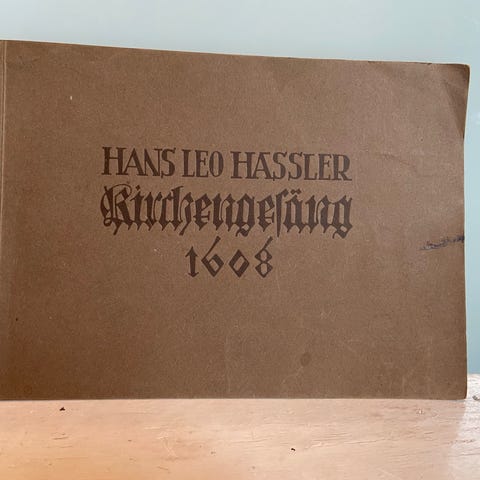 HANS LEO HASSLER
Kirchengesäng
1608